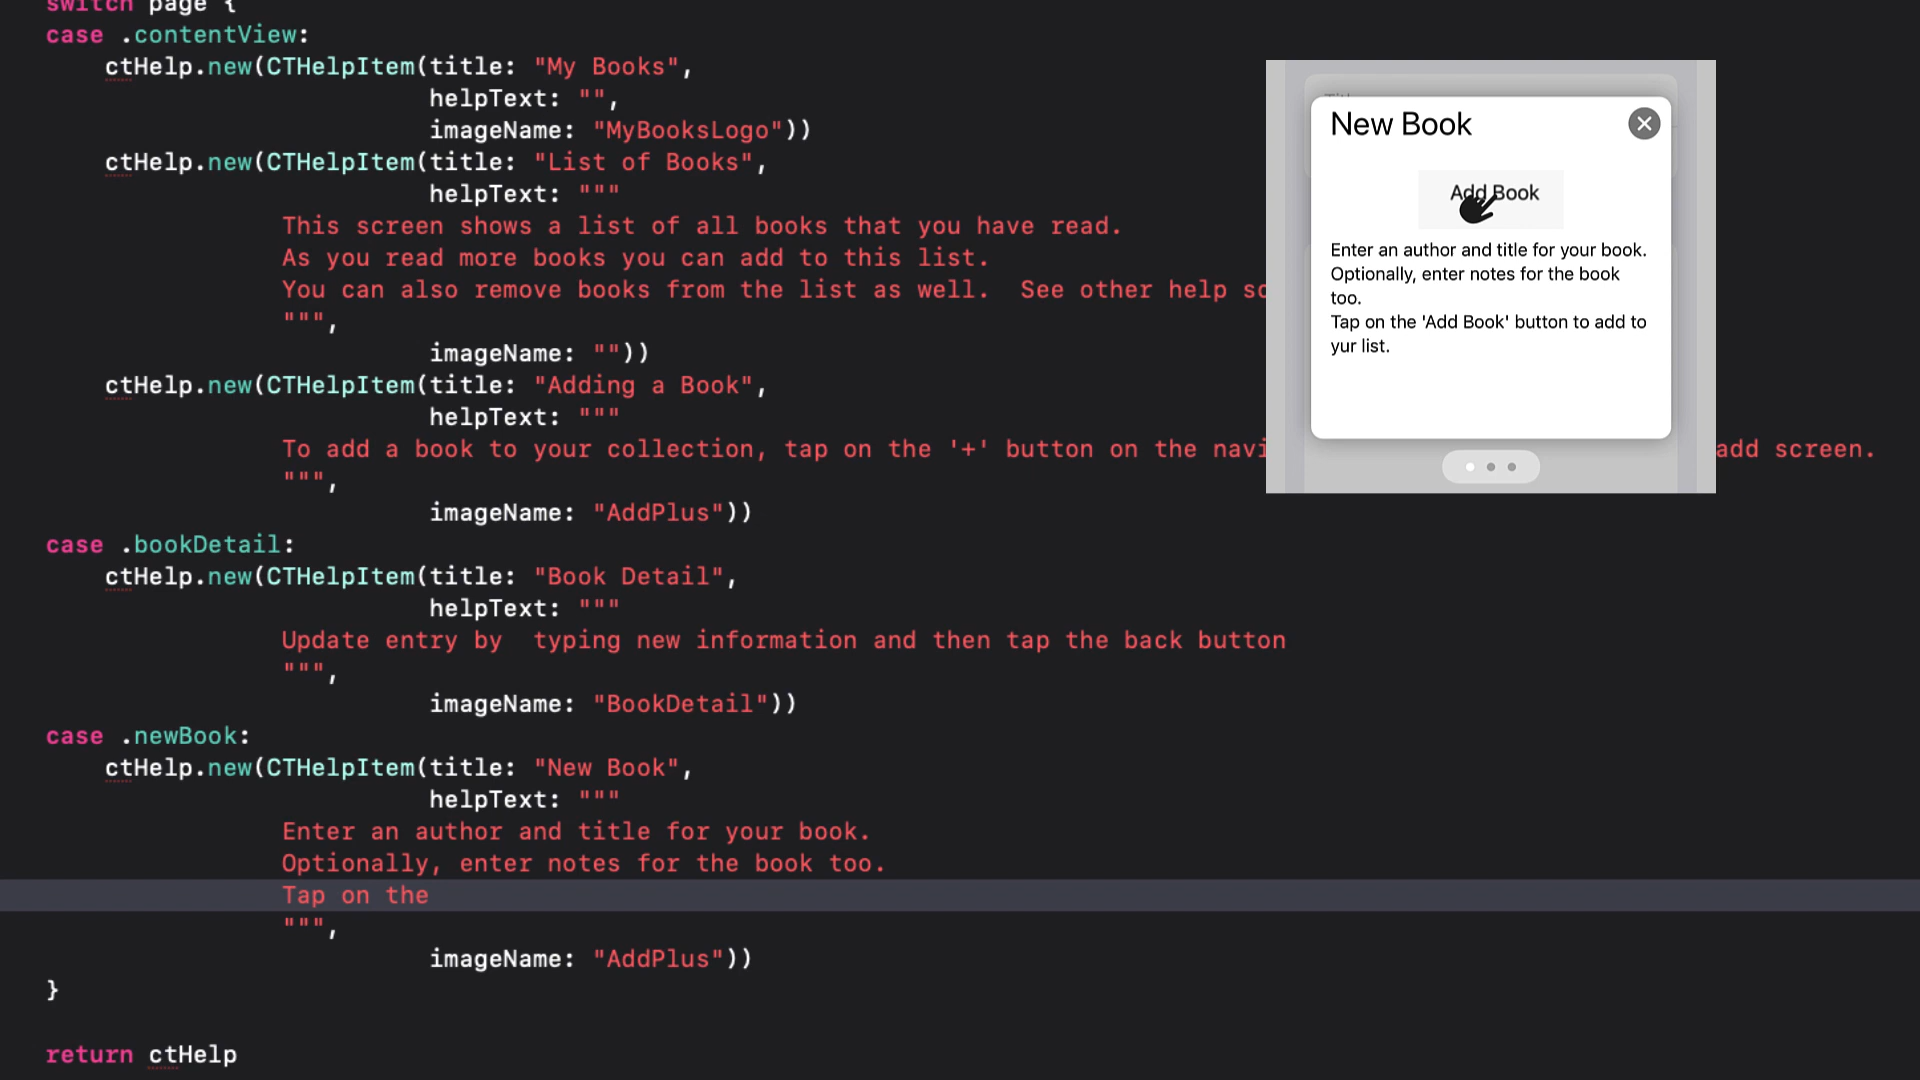 switch page {
case .contentView:
ctHelp.new(CTHelpItem(title: "My Books",
helpText: "",
imageName: "MyBooksLogo"))
ctHelp.new(CTHelpItem(title: "List of Books",
helpText: """
This screen shows a list of all books that you have read.
As you read more books you can add to this list.
You can also remove books from the list as well.  See other help
""",
imageName: ""))
ctHelp.new(CTHelpItem(title: "Adding a Book",
helpText: """
To add a book to your collection, tap on the '+' button on the add screen.
""",
imageName: "AddPlus"))
case .bookDetail:
ctHelp.new(CTHelpItem(title: "Book Detail",
helpText: """
Update entry by  typing new information and then tap the back button
""",
imageName: "BookDetail"))
case .newBook:
ctHelp.new(CTHelpItem(title: "New Book",
helpText: """
Enter an author and title for your book.
Optionally, enter notes for the book too.
Tap on the
""",
imageName: "AddPlus"))
}
return ctHelp
New Book
Add Book
Enter an author and title for your book.
Optionally, enter notes for the book
too.
Tap on the 'Add Book' button to add to
yur list.